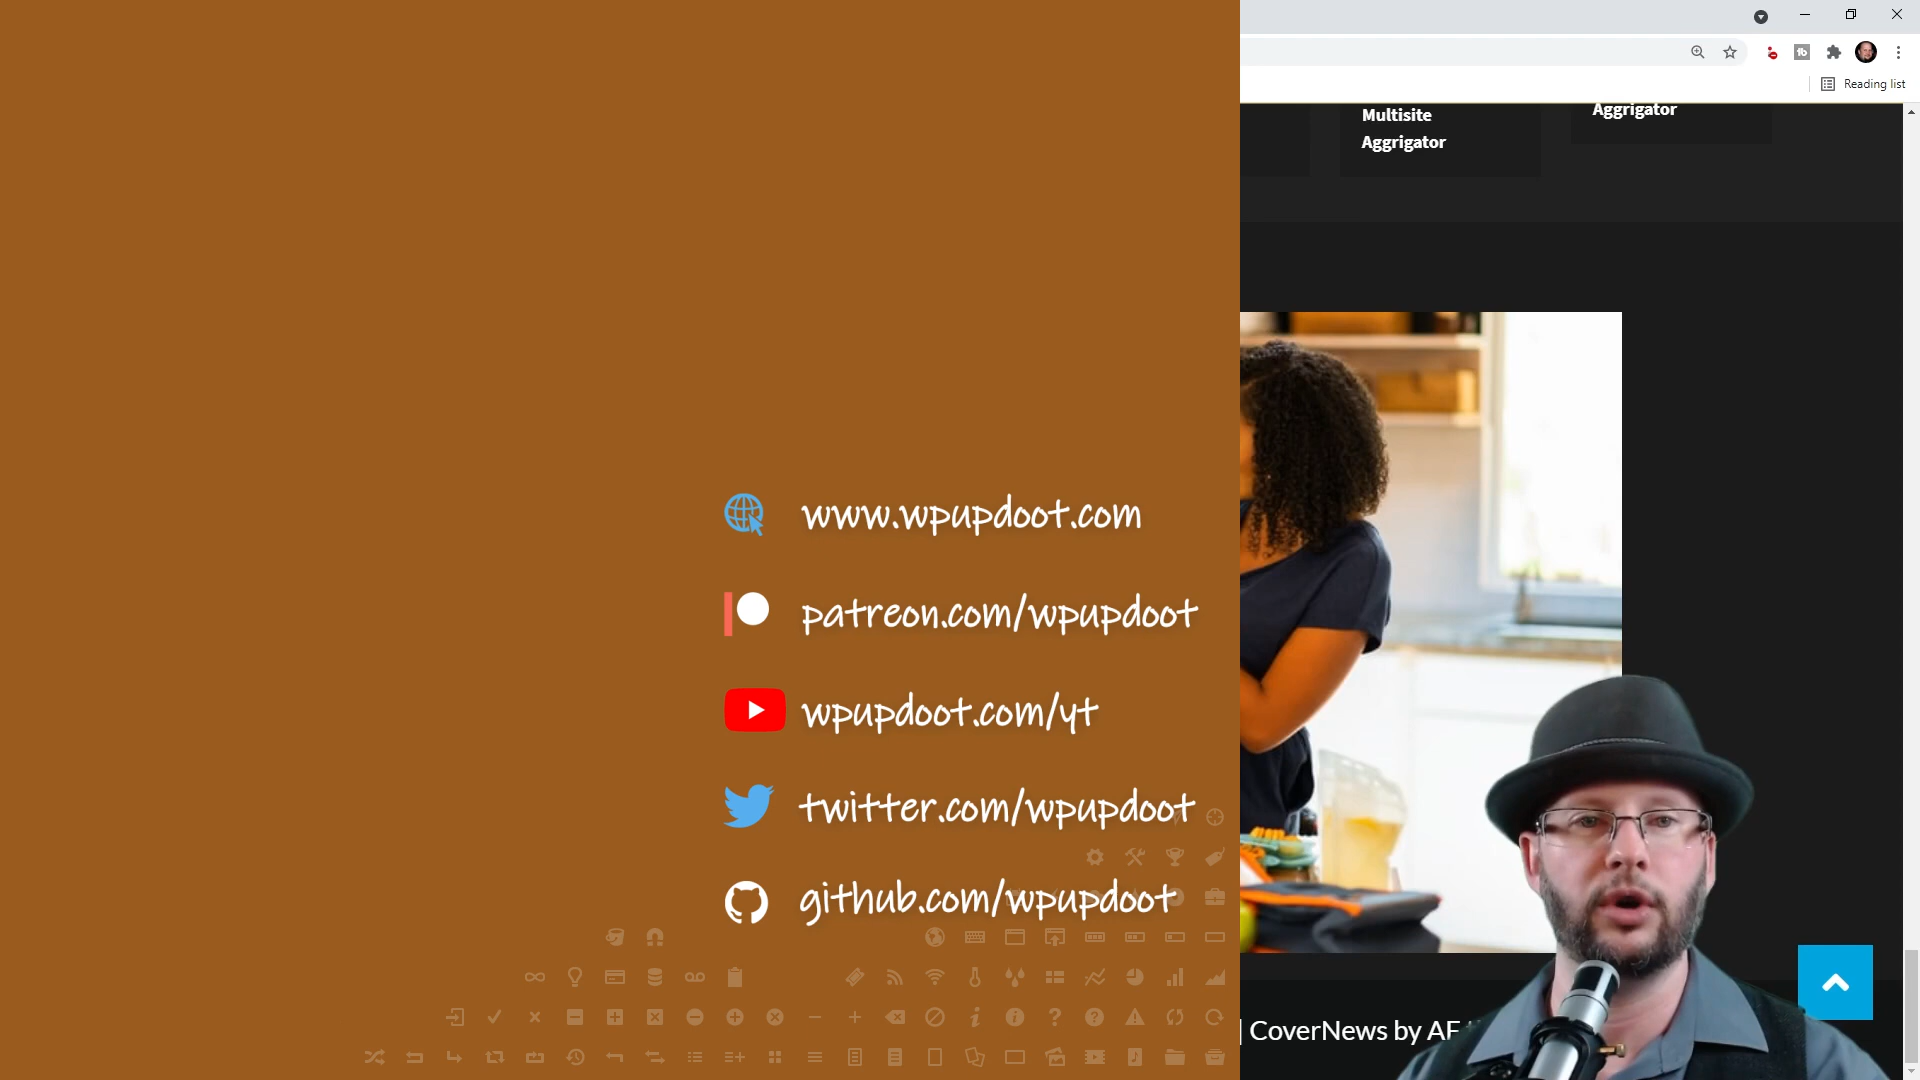 Reading list
Multisite
Aggrigator
Aggrigator
www.wpupdoot.com
patreon.com/wpupdoot
wpupdoot.com/yt
twitter.com/wpupdoot
github.com/wpupdoot
| CoverNews by AF